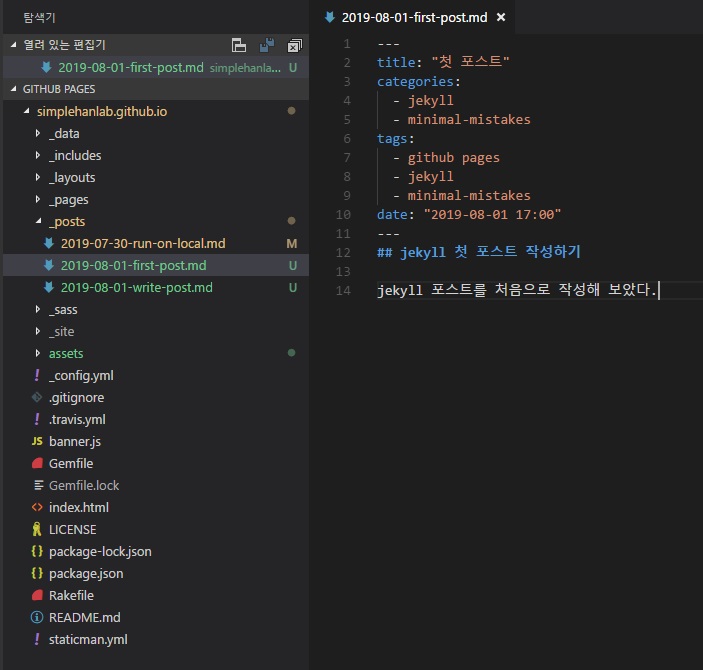 탐색기
열려 있는 편집기
2019-08-01-first-post.md simplehanla... U
GITHUB PAGES
simplehanlab.github.io
_data
_includes
_layouts
_pages
_posts
2019-07-30-run-on-local.md M
2019-08-01-first-post.md U
2019-08-01-write-post.md U
_sass
_site
assets
! _config.yml
.gitignore
! .travis.yml
JS banner.js
Gemfile
Gemfile.lock
<> index.html
LICENSE
{} package-lock.json
{} package.json
Rakefile
README.md
! staticman.yml
2019-08-01-first-post.md ×
1 ---
2 title: "첫 포스트"
3 categories:
4   - jekyll
5   - minimal-mistakes
6 tags:
7   - github pages
8   - jekyll
9   - minimal-mistakes
10 date: "2019-08-01 17:00"
11 ---
12 ## jekyll 첫 포스트 작성하기
13
14 jekyll 포스트를 처음으로 작성해 보았다.